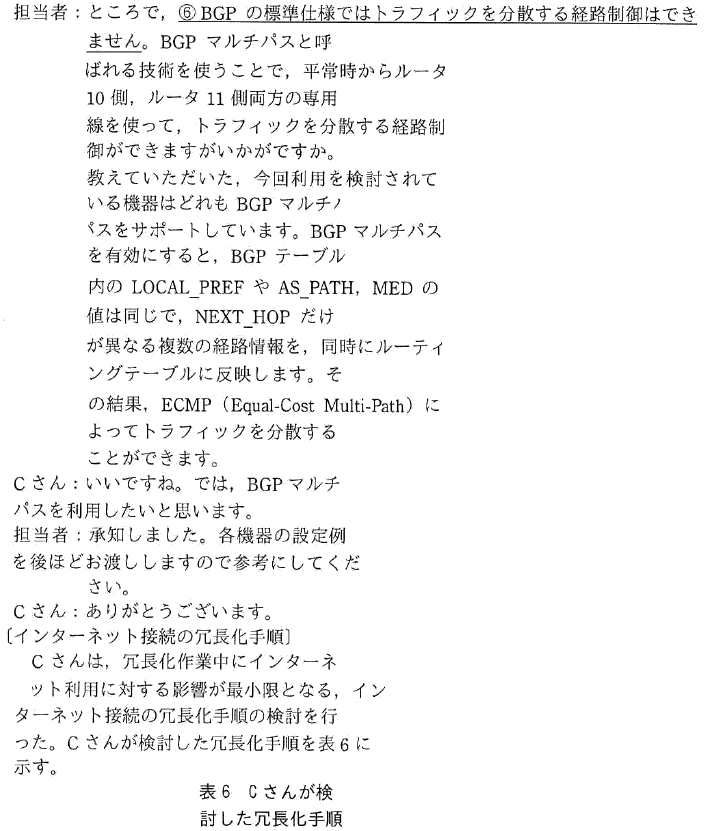 担当者:ところで,⑥BGP の標準仕様ではトラフィックを分散する経路制御はでき
ません。BGP マルチパスと呼
ばれる技術を使うことで,平常時からルータ
10 側,ルータ 11 側両方の専用
線を使って,トラフィックを分散する経路制
御ができますがいかがですか。
教えていただいた,今回利用を検討されて
いる機器はどれも BGP マルチ
パスをサポートしています。BGP マルチパス
を有効にすると,BGP テーブル
内の LOCAL_PREF や AS_PATH,MED の
値は同じで,NEXT_HOP だけ
が異なる複数の経路情報を,同時にルーティ
ングテーブルに反映します。そ
の結果,ECMP(Equal-Cost Multi-Path)に
よってトラフィックを分散する
ことができます。
Cさん:いいですね。では,BGP マルチ
パスを利用したいと思います。
担当者:承知しました。各機器の設定例
を後ほどお渡ししますので参考にしてくだ
さい。
Cさん:ありがとうございます。
〔インターネット接続の冗長化手順〕
Cさんは,冗長化作業中にインターネ
ット利用に対する影響が最小限となる,イン
ターネット接続の冗長化手順の検討を行
った。Cさんが検討した冗長化手順を表6に
示す。
表6 Cさんが検
討した冗長化手順